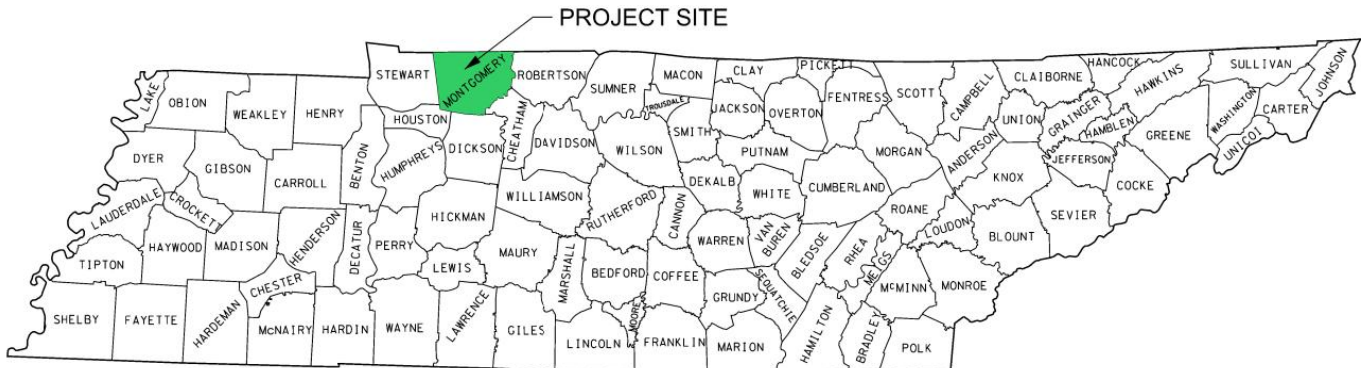 PROJECT SITE
STEWART
MONTGOMERY
ROBERTSON
SUMNER
MACON
CLAY
PICKETT
FENTRESS
SCOTT
CAMPBELL
CLAIBORNE
HANCOCK
HAWKINS
SULLIVAN
JOHNSON
LAKE
OBION
WEAKLEY
HENRY
HOUSTON
CHEATHAM
TROUSDALE
JACKSON
OVERTON
UNION
GRAINGER
HAMBLEN
WASHINGTON
CARTER
UNICOI
GREENE
DYER
GIBSON
CARROLL
BENTON
HUMPHREYS
DICKSON
DAVIDSON
WILSON
SMITH
PUTNAM
MORGAN
ANDERSON
KNOX
JEFFERSON
COCKE
LAUDERDALE
CROCKETT
WILLIAMSON
RUTHERFORD
CANNON
DEKALB
WHITE
CUMBERLAND
ROANE
LOUDON
BLOUNT
SEVIER
TIPTON
HAYWOOD
MADISON
HENDERSON
DECATUR
PERRY
HICKMAN
LEWIS
MAURY
MARSHALL
BEDFORD
COFFEE
WARREN
VAN
BUREN
BLEDSOE
RHEA
MEIGS
McMINN
MONROE
SHELBY
FAYETTE
HARDEMAN
CHESTER
McNAIRY
HARDIN
WAYNE
LAWRENCE
GILES
LINCOLN
MOORE
FRANKLIN
GRUNDY
SEQUATCHIE
MARION
HAMILTON
BRADLEY
POLK